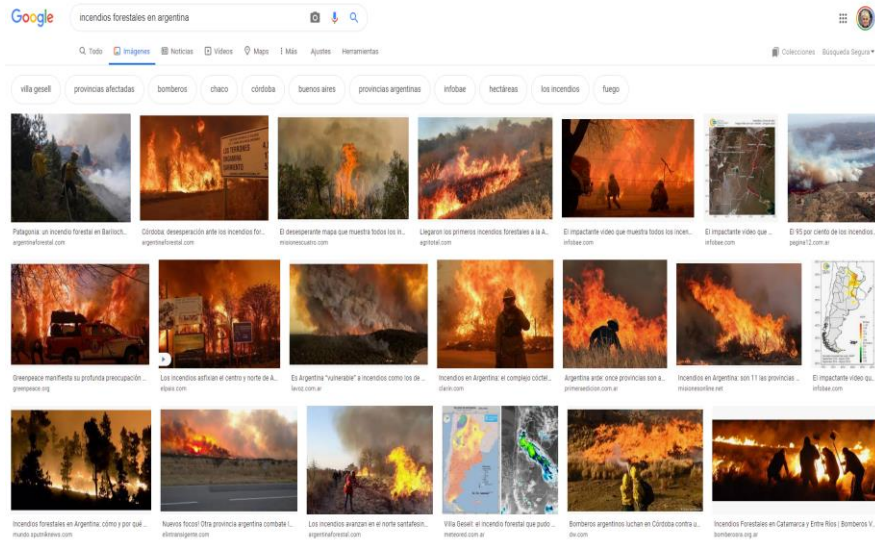 Google
incendios forestales en argentina
Todo Imágenes Noticias Vídeos Maps Más Ajustes Herramientas
Colecciones Búsqueda Segura
villa gesell provincias afectadas bomberos chaco córdoba buenos aires provincias argentinas infobae hectáreas los incendios fuego
LOS TERRONES
ONGAMIRA
SARMIENTO
Patagonia: un incendio forestal en Bariloch...
argentinaforestal.com
Córdoba: desesperación ante los incendios for...
argentinaforestal.com
El desesperante mapa que muestra todos los in...
misionescuatro.com
Llegaron los primeros incendios forestales a la A...
agritotal.com
El impactante video que muestra todos los incen...
infobae.com
El impactante video que ...
infobae.com
El 95 por ciento de los incendios...
pagina12.com.ar
Greenpeace manifiesta su profunda preocupación ...
greenpeace.org
Los incendios asfixian el centro y norte de A...
elpais.com
Es Argentina "vulnerable" a incendios como los de ...
lavoz.com.ar
Incendios en Argentina: el complejo cóctel...
clarin.com
Argentina arde: once provincias son a...
primeraedicion.com.ar
Incendios en Argentina: son 11 las provincias ...
misionesonline.net
El impactante video qu...
infobae.com
Incendios forestales en Argentina: cómo y por qué ...
mundo.sputniknews.com
Nuevos focos! Otra provincia argentina combate l...
elintransigente.com
Los incendios avanzan en el norte santafesin...
argentinaforestal.com
Villa Gesell: el incendio forestal que pudo ...
meteored.com.ar
Bomberos argentinos luchan en Córdoba contra u...
dw.com
Incendios Forestales en Catamarca y Entre Ríos | Bomberos V...
bomberosra.org.ar